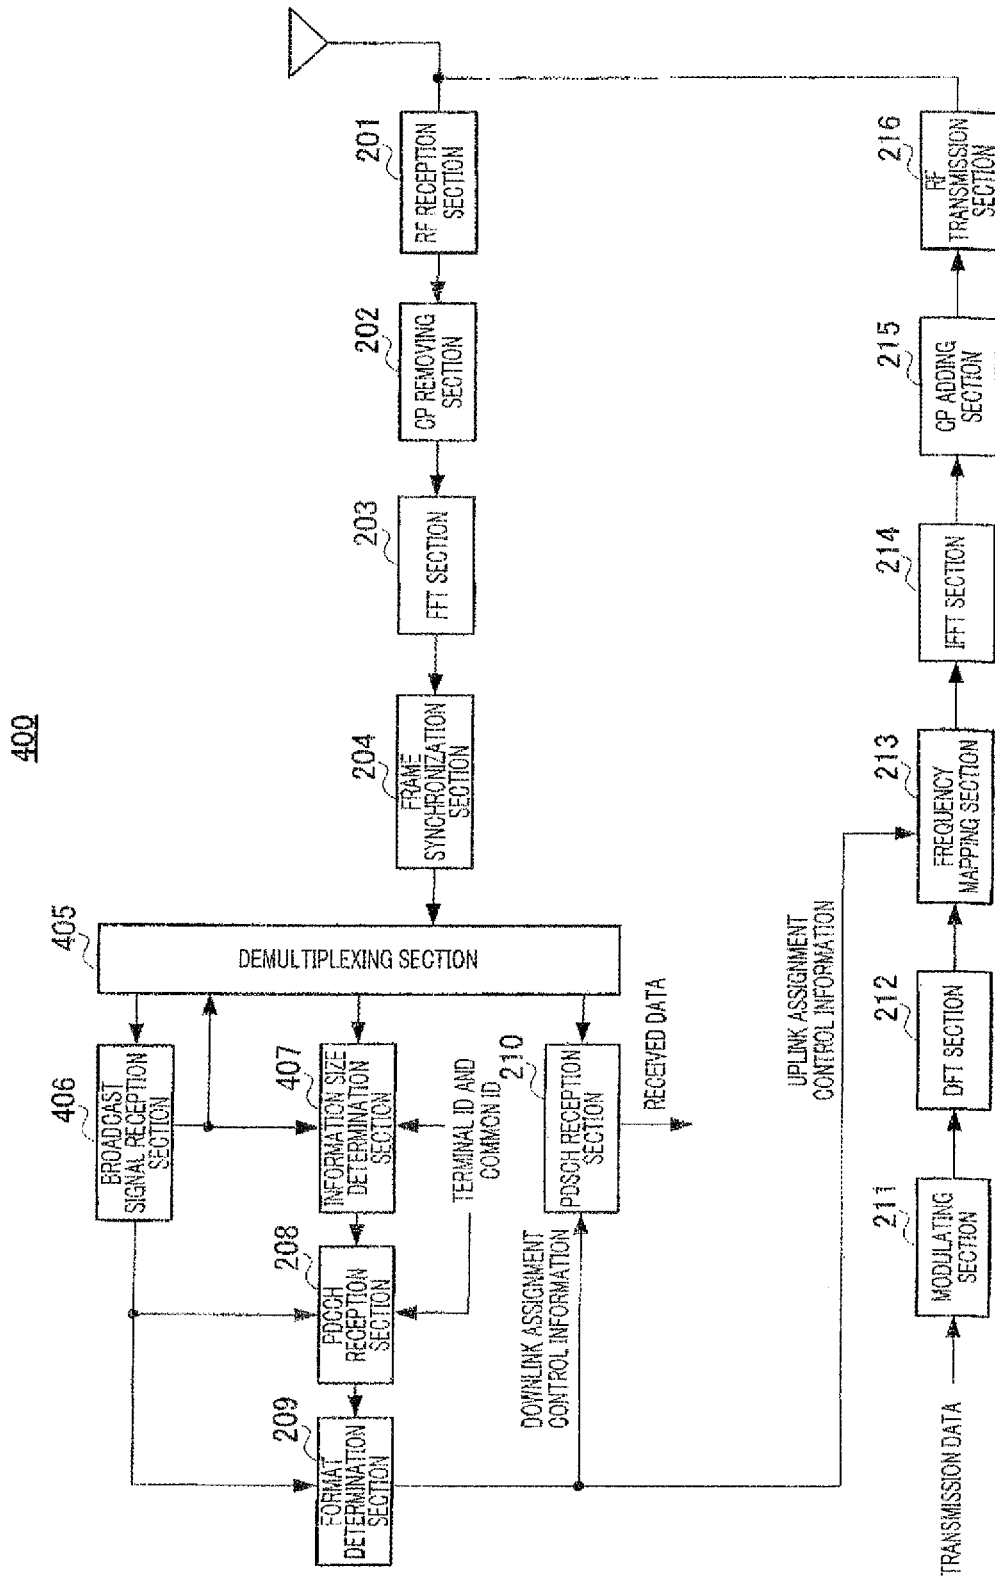 400
201
RF RECEPTION
SECTION
202
CP REMOVING
SECTION
203
FFT SECTION
204
FRAME
SYNCHRONIZATION
SECTION
405
DEMULTIPLEXING SECTION
406
BROADCAST
SIGNAL RECEPTION
SECTION
407
INFORMATION SIZE
DETERMINATION
SECTION
208
PDCCH
RECEPTION
SECTION
209
FORMAT
DETERMINATION
SECTION
TERMINAL ID AND
COMMON ID
210
PDSCH RECEPTION
SECTION
RECEIVED DATA
DOWNLINK ASSIGNMENT
CONTROL INFORMATION
UPLINK ASSIGNMENT
CONTROL INFORMATION
TRANSMISSION DATA
211
MODULATING
SECTION
212
DFT SECTION
213
FREQUENCY
MAPPING SECTION
214
IFFT SECTION
215
CP ADDING
SECTION
216
RF
TRANSMISSION
SECTION